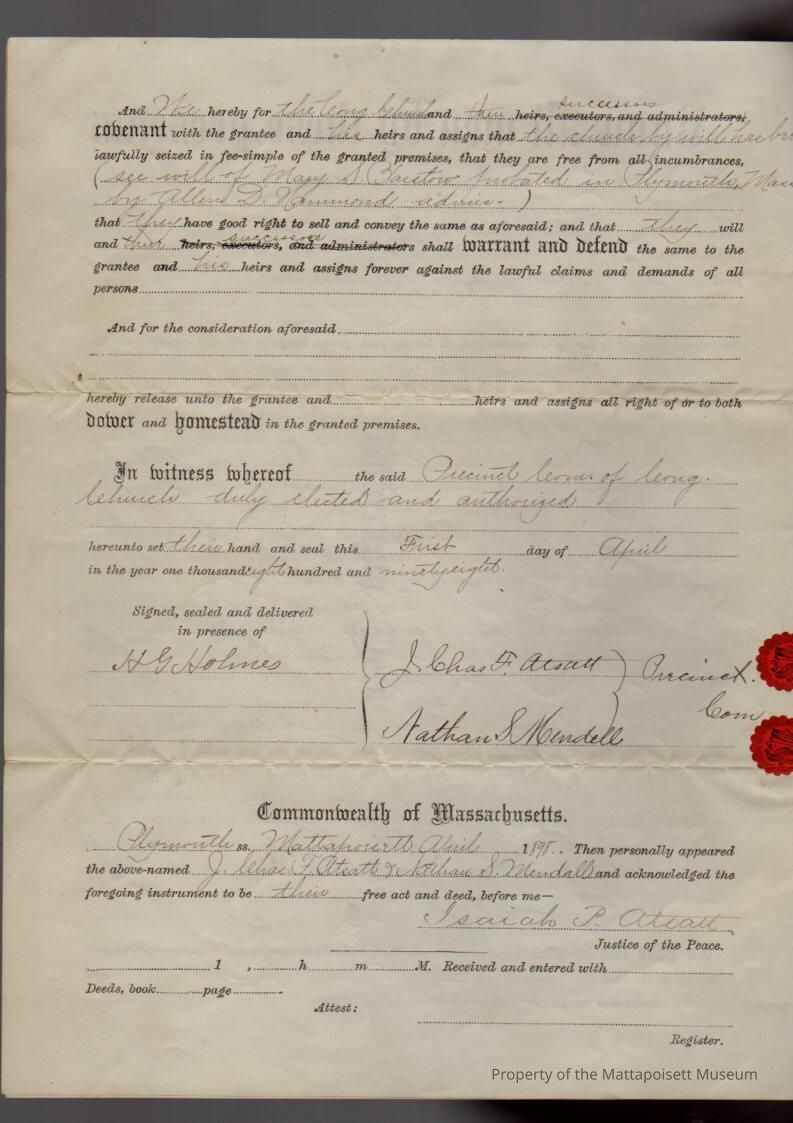 And We hereby for the Cong Church and their heirs, executors, and administrators, successors
covenant with the grantee and his heirs and assigns that the church by will has
lawfully seized in fee-simple of the granted premises, that they are free from all incumbrances,
(see will of Mary S. Barstow probated in Plymouth, Mass
by Allen D. Hammond admr. )
that they have good right to sell and convey the same as aforesaid; and that they will
and their heirs, executors, and administrators successors shall warrant and defend the same to the
grantee and his heirs and assigns forever against the lawful claims and demands of all
persons
And for the consideration aforesaid
hereby release unto the grantee and heirs and assigns all right of or to both
dower and homestead in the granted premises.
In witness whereof the said Precinct Com. of Cong.
Church duly elected and authorized
hereunto set their hand and seal this First day of April
in the year one thousand eight hundred and ninety eight.
Signed, sealed and delivered
in presence of
H G Holmes
J. Chas F. Atsatt
Precinct.
Com
Nathan S. Mendell
Commonwealth of Massachusetts.
Plymouth ss. Mattapoisett April 1898. Then personally appeared
the above-named J. Chas F. Atsatt & Nathan S. Mendall and acknowledged the
foregoing instrument to be their free act and deed, before me—
Isaiah P. Atsatt
Justice of the Peace.
1 , h m M. Received and entered with
Deeds, book page
Attest:
Register.
Property of the Mattapoisett Museum